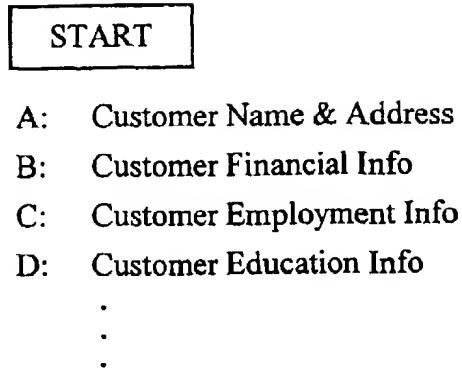 START
A: Customer Name & Address
B: Customer Financial Info
C: Customer Employment Info
D: Customer Education Info
.
.
.